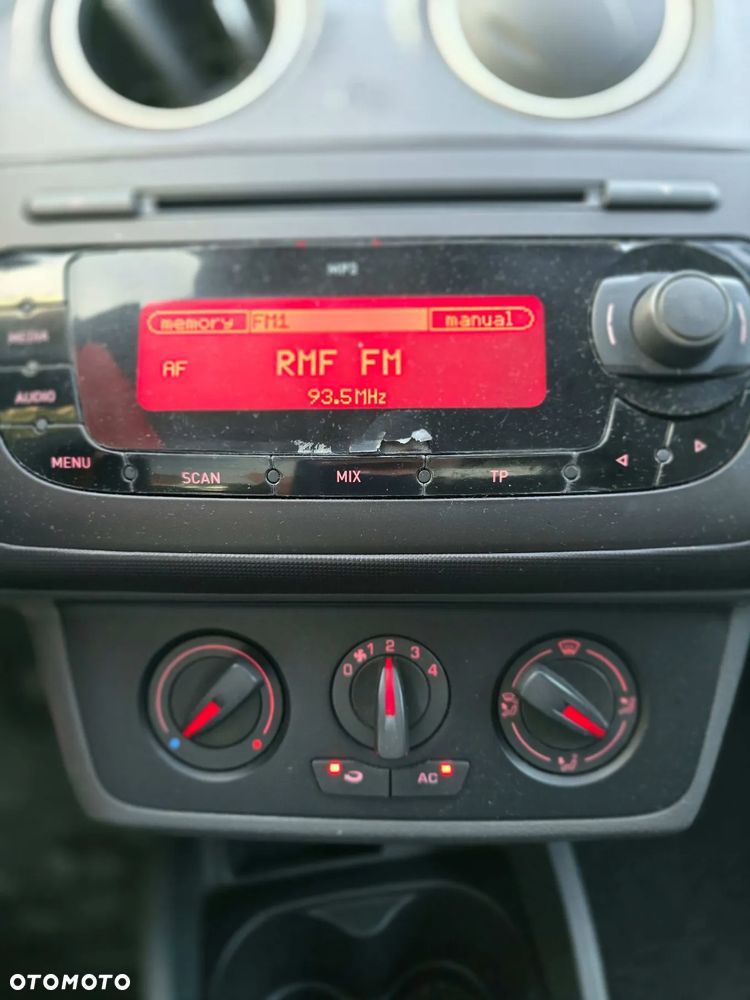 MP3
memory FM1 manual
AF RMF FM
93.5MHz
MEDIA
AUDIO
MENU SCAN MIX TP
0 1 2 3 4
AC
OTOMOTO